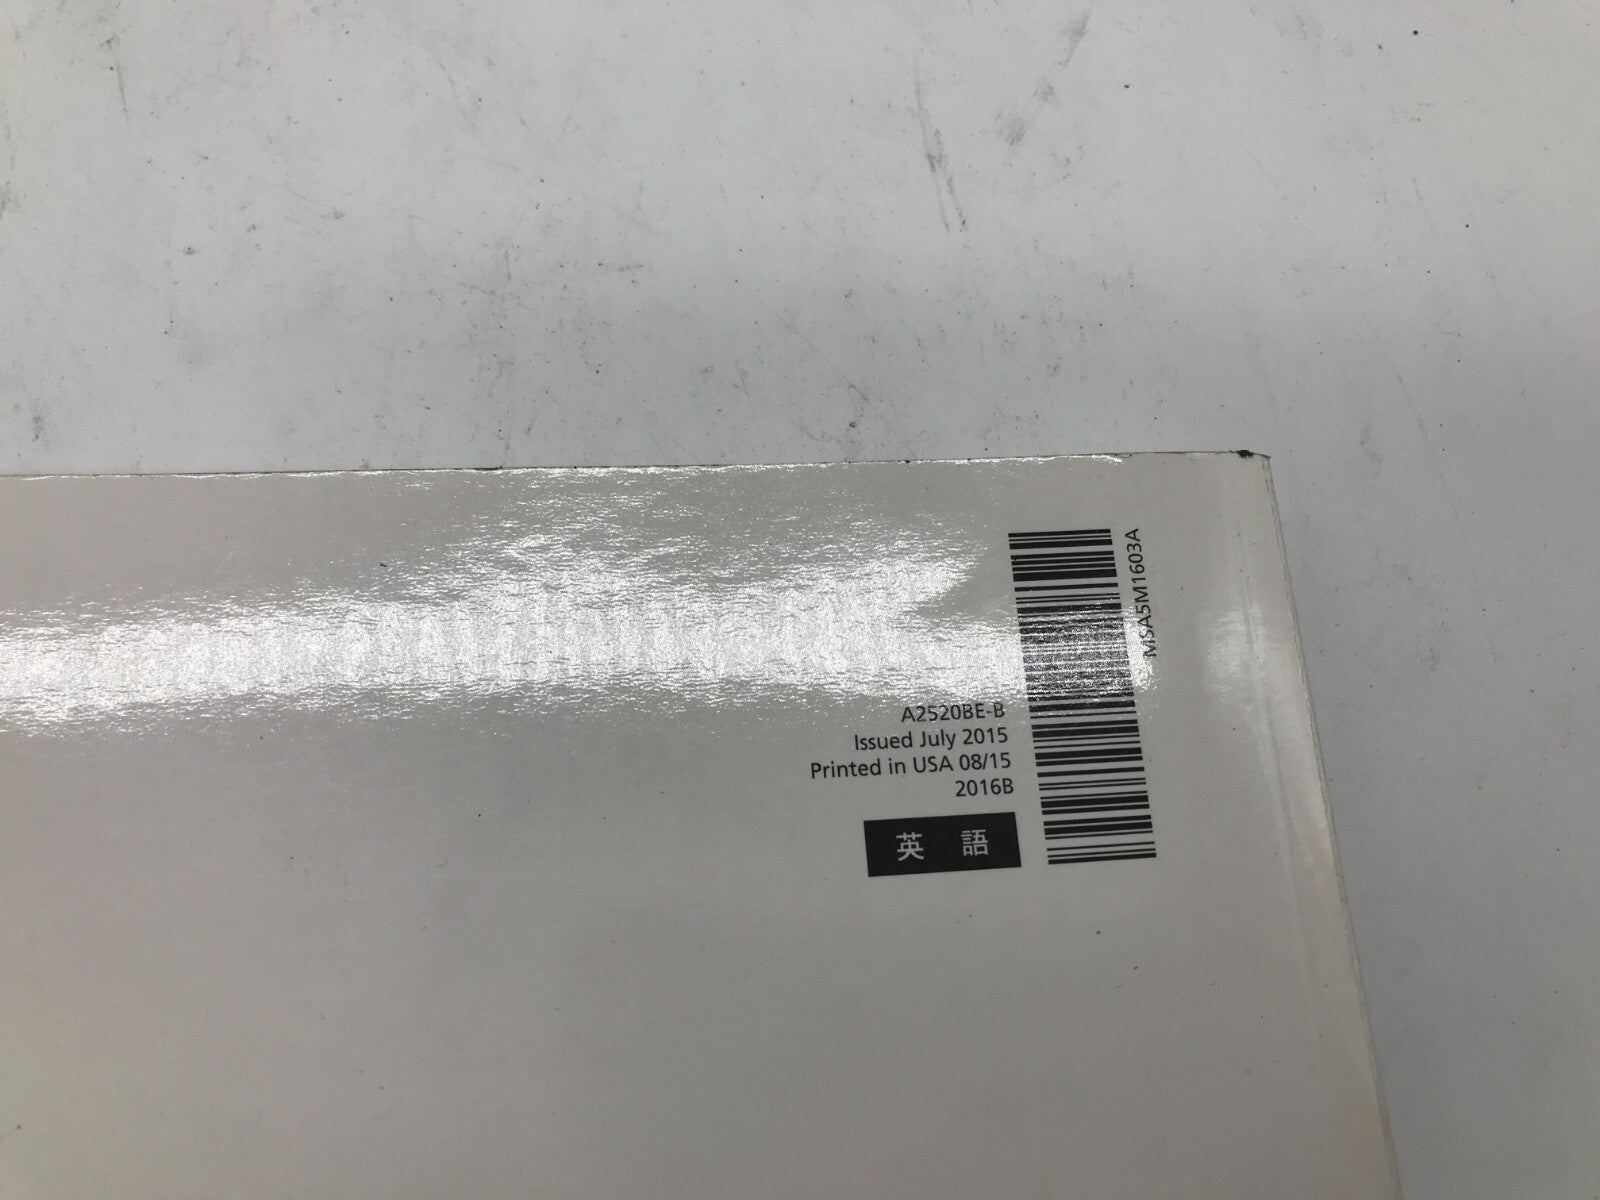 MSA5M1603A
A2520BE-B
Issued July 2015
Printed in USA 08/15
2016B
英語